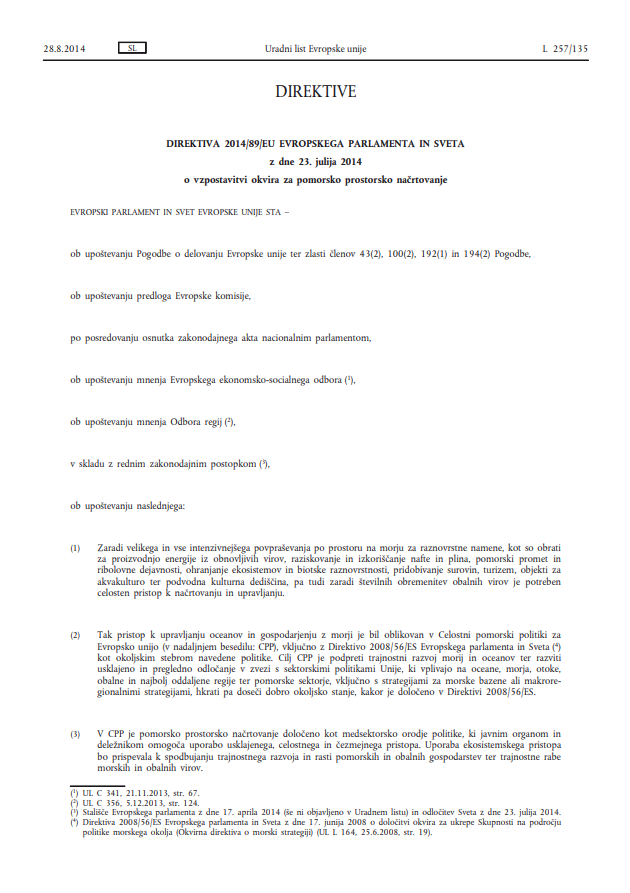 28.8.2014 SL Uradni list Evropske unije L 257/135
DIREKTIVE
DIREKTIVA 2014/89/EU EVROPSKEGA PARLAMENTA IN SVETA
z dne 23. julija 2014
o vzpostavitvi okvira za pomorsko prostorsko načrtovanje
EVROPSKI PARLAMENT IN SVET EVROPSKE UNIJE STA –
ob upoštevanju Pogodbe o delovanju Evropske unije ter zlasti členov 43(2), 100(2), 192(1) in 194(2) Pogodbe,
ob upoštevanju predloga Evropske komisije,
po posredovanju osnutka zakonodajnega akta nacionalnim parlamentom,
ob upoštevanju mnenja Evropskega ekonomsko-socialnega odbora (¹),
ob upoštevanju mnenja Odbora regij (²),
v skladu z rednim zakonodajnim postopkom (³),
ob upoštevanju naslednjega:
(1) Zaradi velikega in vse intenzivnejšega povpraševanja po prostoru na morju za raznovrstne namene, kot so obrati
za proizvodnjo energije iz obnovljivih virov, raziskovanje in izkoriščanje nafte in plina, pomorski promet in
ribolovne dejavnosti, ohranjanje ekosistemov in biotske raznovrstnosti, pridobivanje surovin, turizem, objekti za
akvakulturo ter podvodna kulturna dediščina, pa tudi zaradi številnih obremenitev obalnih virov je potreben
celosten pristop k načrtovanju in upravljanju.
(2) Tak pristop k upravljanju oceanov in gospodarjenju z morji je bil oblikovan v Celostni pomorski politiki za
Evropsko unijo (v nadaljnjem besedilu: CPP), vključno z Direktivo 2008/56/ES Evropskega parlamenta in Sveta (⁴)
kot okoljskim stebrom navedene politike. Cilj CPP je podpreti trajnostni razvoj morij in oceanov ter razviti
usklajeno in pregledno odločanje v zvezi s sektorskimi politikami Unije, ki vplivajo na oceane, morja, otoke,
obalne in najbolj oddaljene regije ter pomorske sektorje, vključno s strategijami za morske bazene ali makrore-
gionalnimi strategijami, hkrati pa doseči dobro okoljsko stanje, kakor je določeno v Direktivi 2008/56/ES.
(3) V CPP je pomorsko prostorsko načrtovanje določeno kot medsektorsko orodje politike, ki javnim organom in
deležnikom omogoča uporabo usklajenega, celostnega in čezmejnega pristopa. Uporaba ekosistemskega pristopa
bo prispevala k spodbujanju trajnostnega razvoja in rasti pomorskih in obalnih gospodarstev ter trajnostne rabe
morskih in obalnih virov.
(¹) UL C 341, 21.11.2013, str. 67.
(²) UL C 356, 5.12.2013, str. 124.
(³) Stališče Evropskega parlamenta z dne 17. aprila 2014 (še ni objavljeno v Uradnem listu) in odločitev Sveta z dne 23. julija 2014.
(⁴) Direktiva 2008/56/ES Evropskega parlamenta in Sveta z dne 17. junija 2008 o določitvi okvira za ukrepe Skupnosti na področju
politike morskega okolja (Okvirna direktiva o morski strategiji) (UL L 164, 25.6.2008, str. 19).